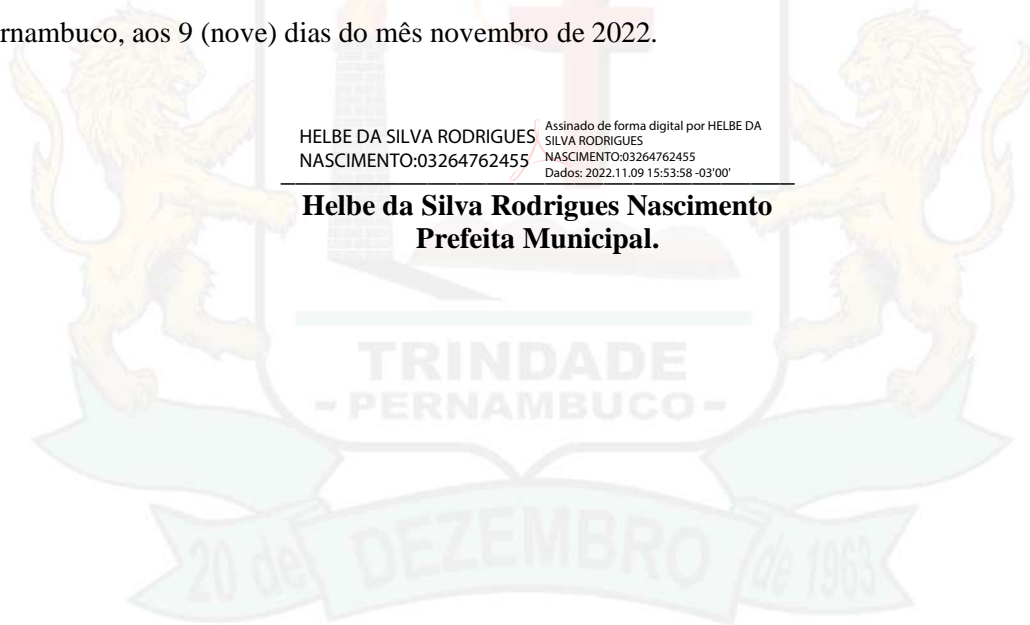 rnambuco, aos 9 (nove) dias do mês novembro de 2022.
HELBE DA SILVA RODRIGUES
NASCIMENTO:03264762455
Assinado de forma digital por HELBE DA
SILVA RODRIGUES
NASCIMENTO:03264762455
Dados: 2022.11.09 15:53:58 -03'00'
Helbe da Silva Rodrigues Nascimento
Prefeita Municipal.
TRINDADE
- PERNAMBUCO -
20 de DEZEMBRO de 1963